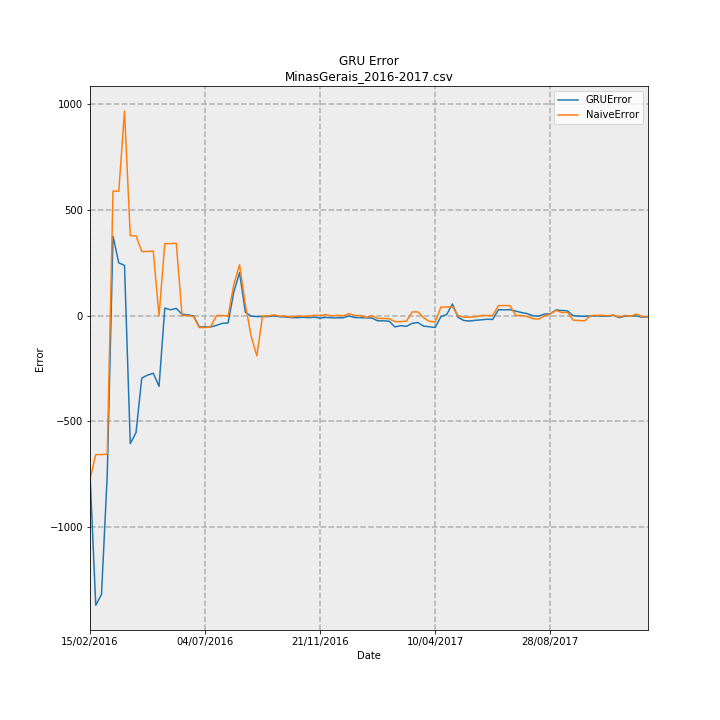 GRU Error
MinasGerais_2016-2017.csv
GRUError
NaiveError
1000
500
0
−500
−1000
Error
15/02/2016
04/07/2016
21/11/2016
10/04/2017
28/08/2017
Date